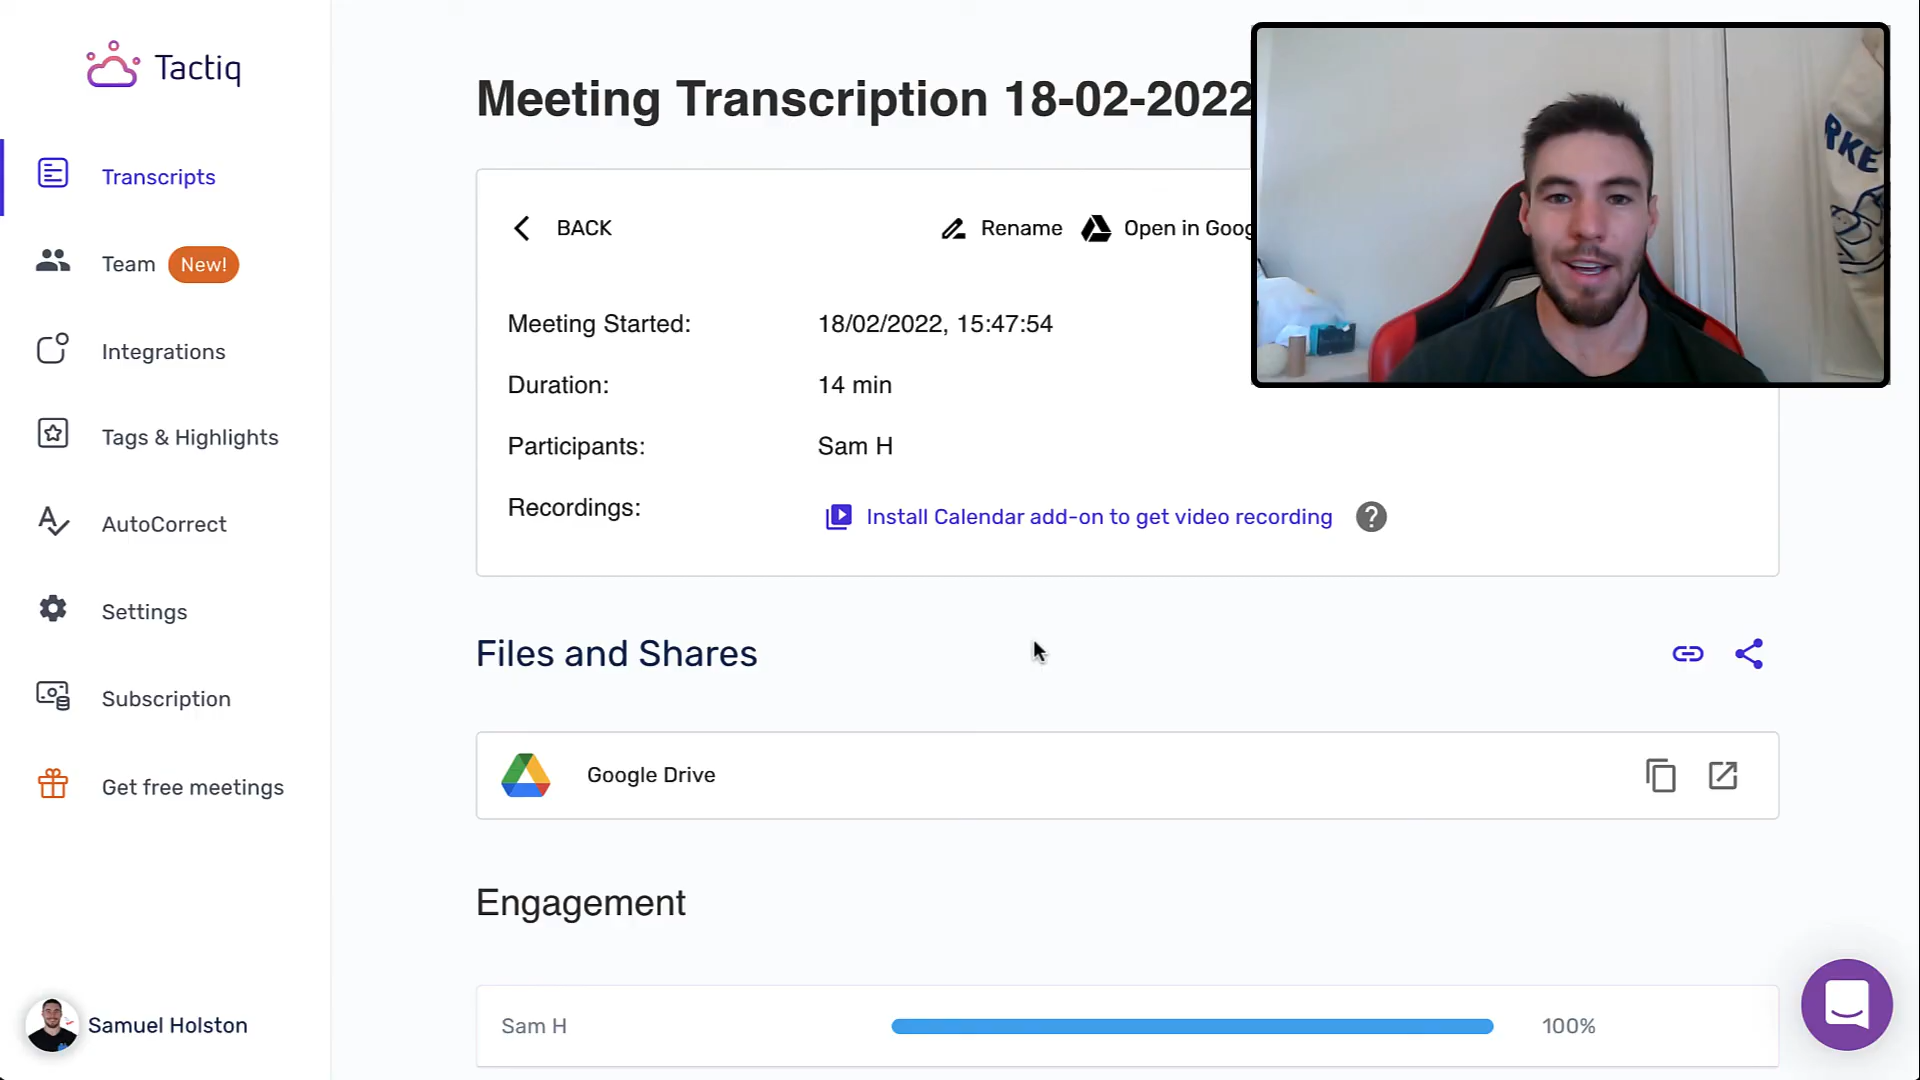 Tactiq
Transcripts
Team New!
Integrations
Tags & Highlights
AutoCorrect
Settings
Subscription
Get free meetings
Samuel Holston
Meeting Transcription 18-02-2022
BACK
Rename
Open in Goog
Meeting Started: 18/02/2022, 15:47:54
Duration: 14 min
Participants: Sam H
Recordings: Install Calendar add-on to get video recording ?
Files and Shares
Google Drive
Engagement
Sam H 100%
RKE